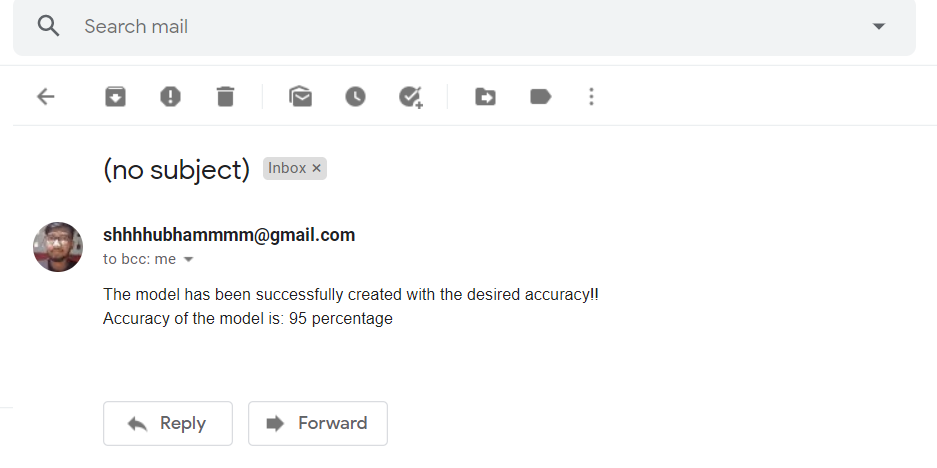 Search mail
(no subject) Inbox ×
shhhhubhammmm@gmail.com
to bcc: me
The model has been successfully created with the desired accuracy!!
Accuracy of the model is: 95 percentage
Reply Forward